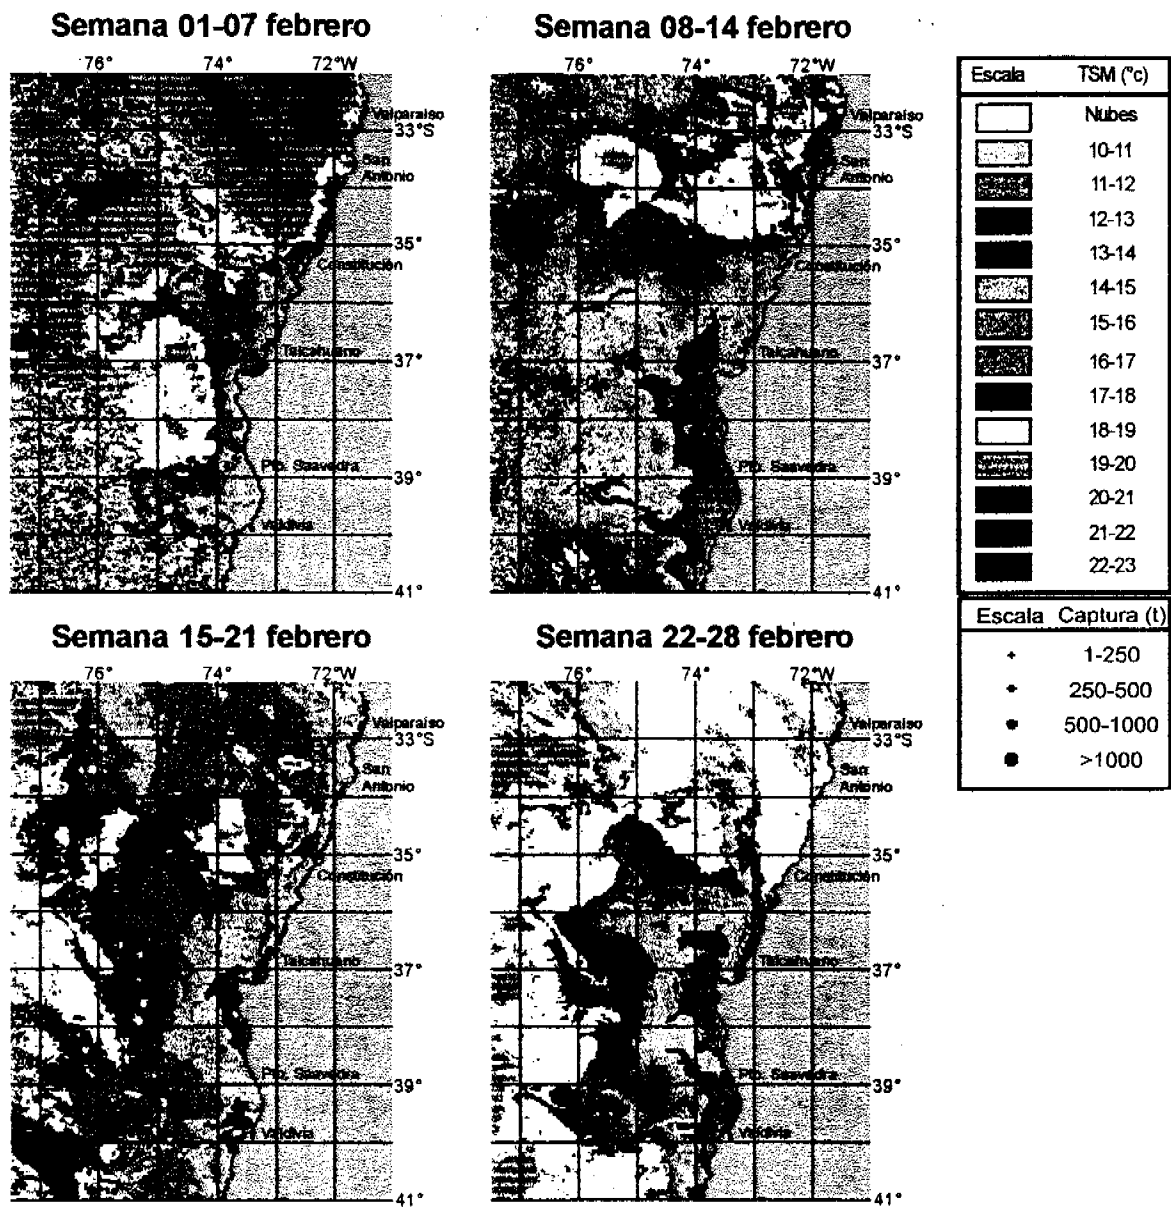 Semana 01-07 febrero
76° 74° 72°W
Valparaíso
33°S
San
Antonio
35°
Constitución
Talcahuano
37°
Pto. Saavedra
39°
Valdivia
41°
Semana 08-14 febrero
76° 74° 72°W
Valparaíso
33°S
San
Antonio
35°
Constitución
Talcahuano
37°
Pto. Saavedra
39°
Valdivia
41°
Escala TSM (°c)
Nubes
10-11
11-12
12-13
13-14
14-15
15-16
16-17
17-18
18-19
19-20
20-21
21-22
22-23
Escala Captura (t)
1-250
250-500
500-1000
>1000
Semana 15-21 febrero
76° 74° 72°W
Valparaíso
33°S
San
Antonio
35°
Constitución
Talcahuano
37°
Pto. Saavedra
39°
Valdivia
41°
Semana 22-28 febrero
76° 74° 72°W
Valparaíso
33°S
San
Antonio
35°
Constitución
Talcahuano
37°
Pto. Saavedra
39°
Valdivia
41°